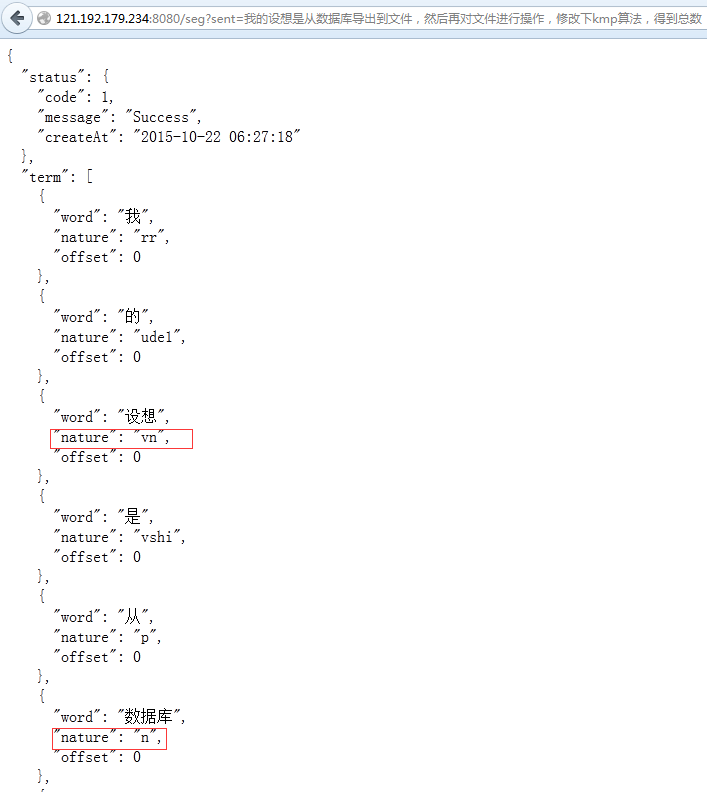 121.192.179.234:8080/seg?sent=我的设想是从数据库导出到文件，然后再对文件进行操作，修改下kmp算法，得到总数
{
"status": {
"code": 1,
"message": "Success",
"createAt": "2015-10-22 06:27:18"
},
"term": [
{
"word": "我",
"nature": "rr",
"offset": 0
},
{
"word": "的",
"nature": "ude1",
"offset": 0
},
{
"word": "设想",
"nature": "vn",
"offset": 0
},
{
"word": "是",
"nature": "vshi",
"offset": 0
},
{
"word": "从",
"nature": "p",
"offset": 0
},
{
"word": "数据库",
"nature": "n",
"offset": 0
},
{